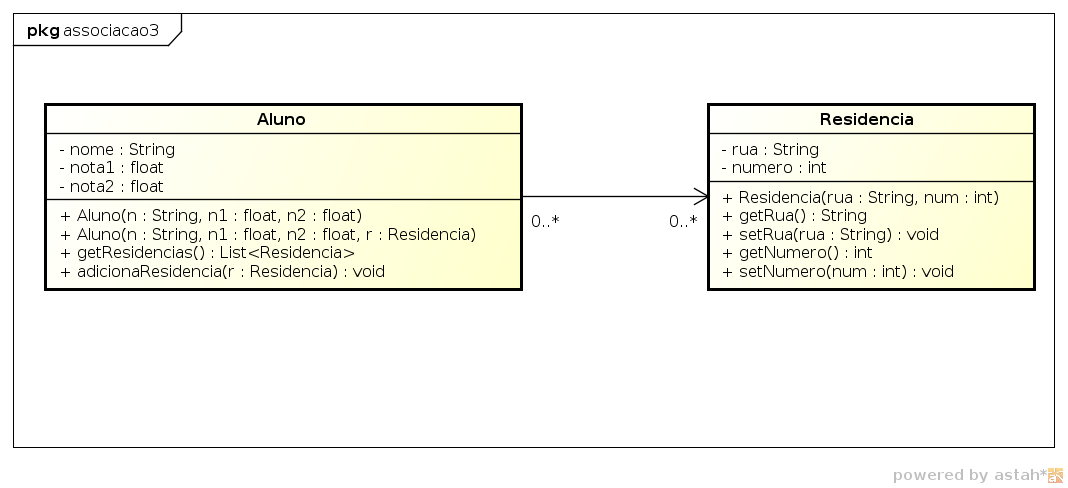 pkg associacao3
Aluno
- nome : String
- nota1 : float
- nota2 : float
+ Aluno(n : String, n1 : float, n2 : float)
+ Aluno(n : String, n1 : float, n2 : float, r : Residencia)
+ getResidencias() : List<Residencia>
+ adicionaResidencia(r : Residencia) : void
0..*
0..*
Residencia
- rua : String
- numero : int
+ Residencia(rua : String, num : int)
+ getRua() : String
+ setRua(rua : String) : void
+ getNumero() : int
+ setNumero(num : int) : void
powered by astah*